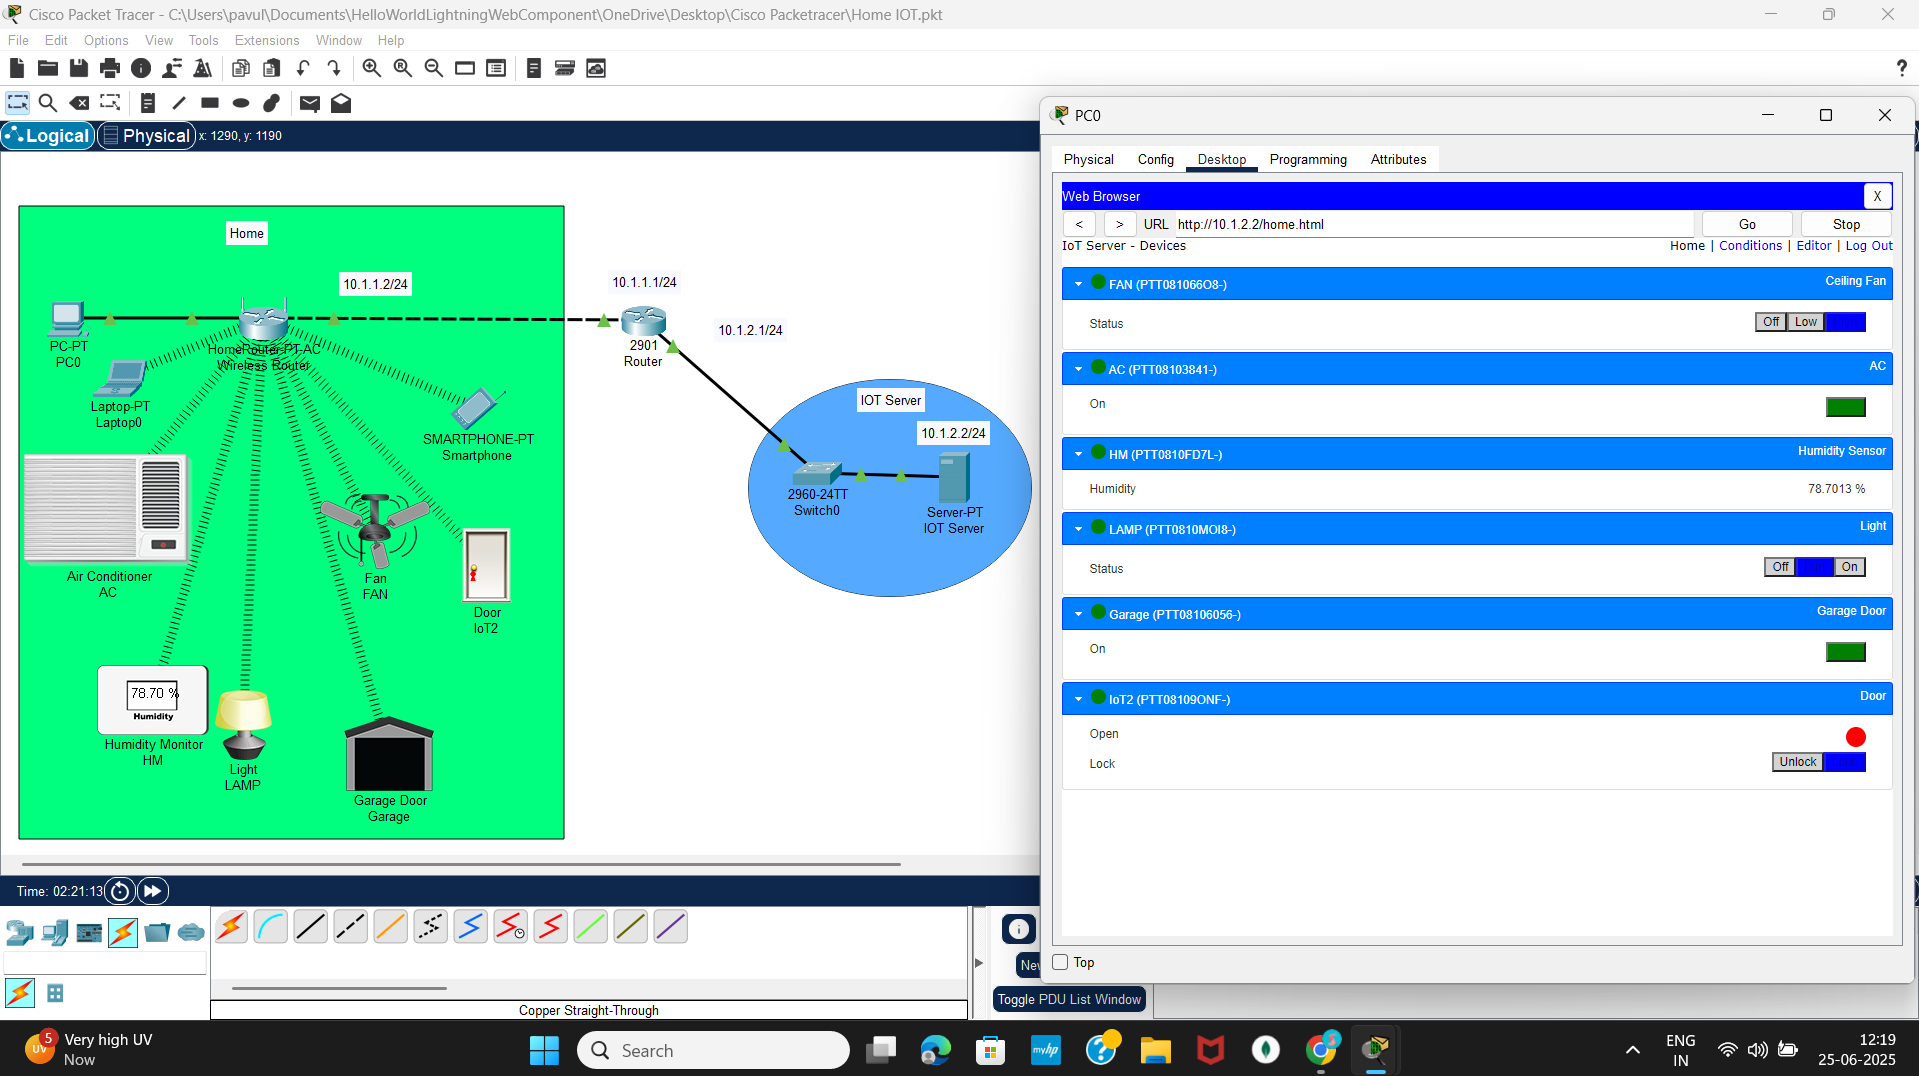 Cisco Packet Tracer - C:\Users\pavul\Documents\HelloWorldLightningWebComponent\OneDrive\Desktop\Cisco Packetracer\Home IOT.pkt
File Edit Options View Tools Extensions Window Help
?
Logical Physical x: 1290, y: 1190
Home
10.1.1.2/24
10.1.1.1/24
10.1.2.1/24
PC-PT
PC0
HomeRouter-PT-AC
Wireless Router
2901
Router
Laptop-PT
Laptop0
SMARTPHONE-PT
Smartphone
IOT Server
10.1.2.2/24
2960-24TT
Switch0
Server-PT
IOT Server
Air Conditioner
AC
Fan
FAN
Door
IoT2
78.70 %
Humidity
Humidity Monitor
HM
Light
LAMP
Garage Door
Garage
Time: 02:21:13
Copper Straight-Through
New
Toggle PDU List Window
PC0
Physical Config Desktop Programming Attributes
Web Browser X
< > URL http://10.1.2.2/home.html Go Stop
IoT Server - Devices Home | Conditions | Editor | Log Out
FAN (PTT081066O8-) Ceiling Fan
Status Off Low
AC (PTT08103841-) AC
On
HM (PTT0810FD7L-) Humidity Sensor
Humidity 78.7013 %
LAMP (PTT0810MOI8-) Light
Status Off On
Garage (PTT08106056-) Garage Door
On
IoT2 (PTT08109ONF-) Door
Open
Lock Unlock
Top
UV 5 Very high UV
Now
Search
myhp
?
3
ENG
IN
12:19
25-06-2025